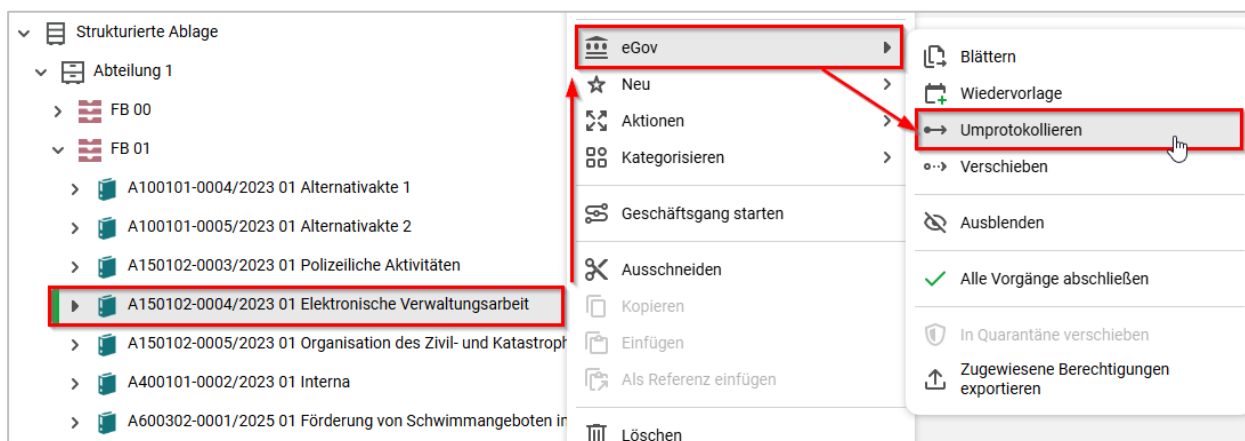 Strukturierte Ablage
Abteilung 1
FB 00
FB 01
A100101-0004/2023 01 Alternativakte 1
A100101-0005/2023 01 Alternativakte 2
A150102-0003/2023 01 Polizeiliche Aktivitäten
A150102-0004/2023 01 Elektronische Verwaltungsarbeit
A150102-0005/2023 01 Organisation des Zivil- und Katastroph
A400101-0002/2023 01 Interna
A600302-0001/2025 01 Förderung von Schwimmangeboten in
eGov
Neu
Aktionen
Kategorisieren
Geschäftsgang starten
Ausschneiden
Kopieren
Einfügen
Als Referenz einfügen
Löschen
Blättern
Wiedervorlage
Umprotokollieren
Verschieben
Ausblenden
Alle Vorgänge abschließen
In Quarantäne verschieben
Zugewiesene Berechtigungen
exportieren